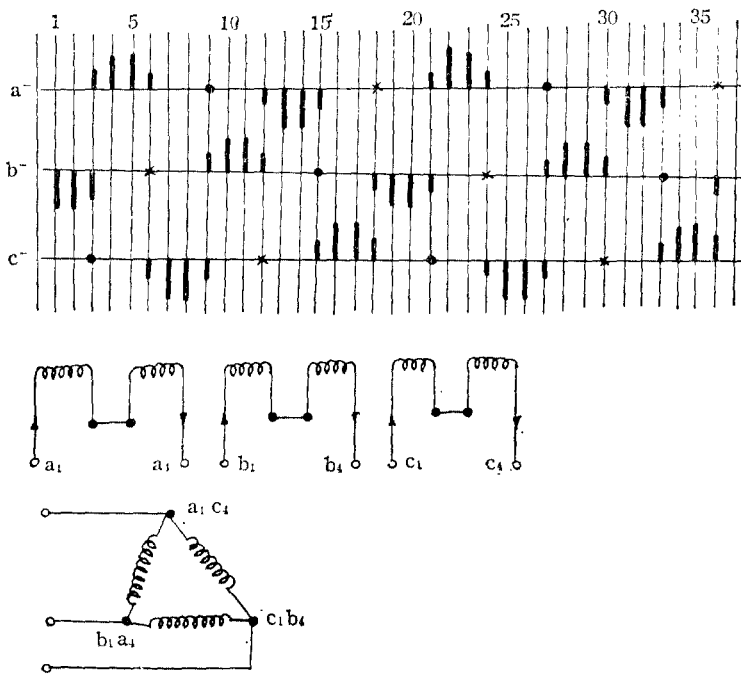 1 5 10 15 20 25 30 35
a-
b-
c-
a₁ b₁ b₄ c₁ c₄
a₁ c₄
b₁ a₄ c₁ b₄